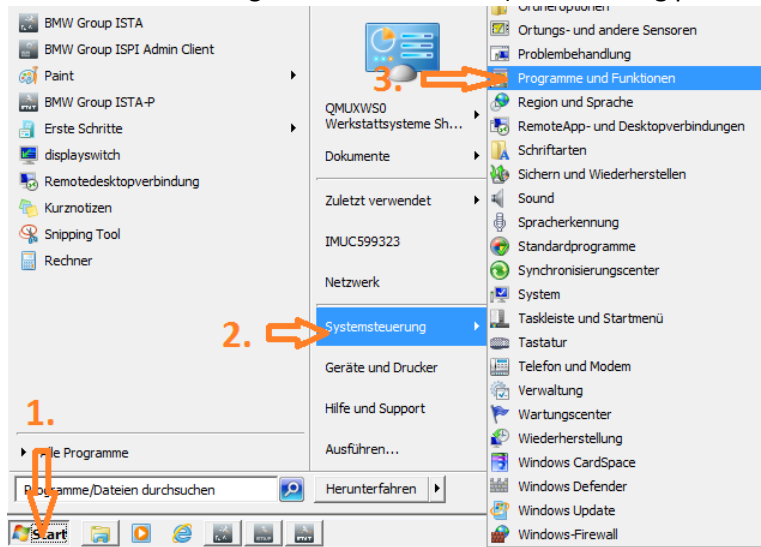 BMW Group ISTA
BMW Group ISPI Admin Client
Paint
BMW Group ISTA-P
Erste Schritte
displayswitch
Remotedesktopverbindung
Kurznotizen
Snipping Tool
Rechner
1.
Alle Programme
Programme/Dateien durchsuchen
Start
QMUXWS0
Werkstattsysteme Sh...
Dokumente
Zuletzt verwendet
IMUC599323
Netzwerk
2.
Systemsteuerung
Geräte und Drucker
Hilfe und Support
Ausführen...
Herunterfahren
3.
Ordneroptionen
Ortungs- und andere Sensoren
Problembehandlung
Programme und Funktionen
Region und Sprache
RemoteApp- und Desktopverbindungen
Schriftarten
Sichern und Wiederherstellen
Sound
Spracherkennung
Standardprogramme
Synchronisierungscenter
System
Taskleiste und Startmenü
Tastatur
Telefon und Modem
Verwaltung
Wartungscenter
Wiederherstellung
Windows CardSpace
Windows Defender
Windows Update
Windows-Firewall